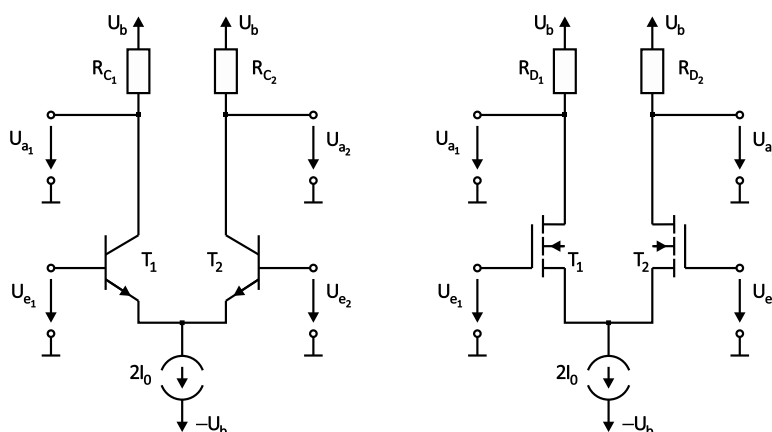 U_b U_b U_b U_b
R_C1 R_C2 R_D1 R_D2
U_a1 U_a2 U_a1 U_a
T_1 T_2 T_1 T_2
U_e1 U_e2 U_e1 U_e
2I_0 2I_0
–U_b –U_b